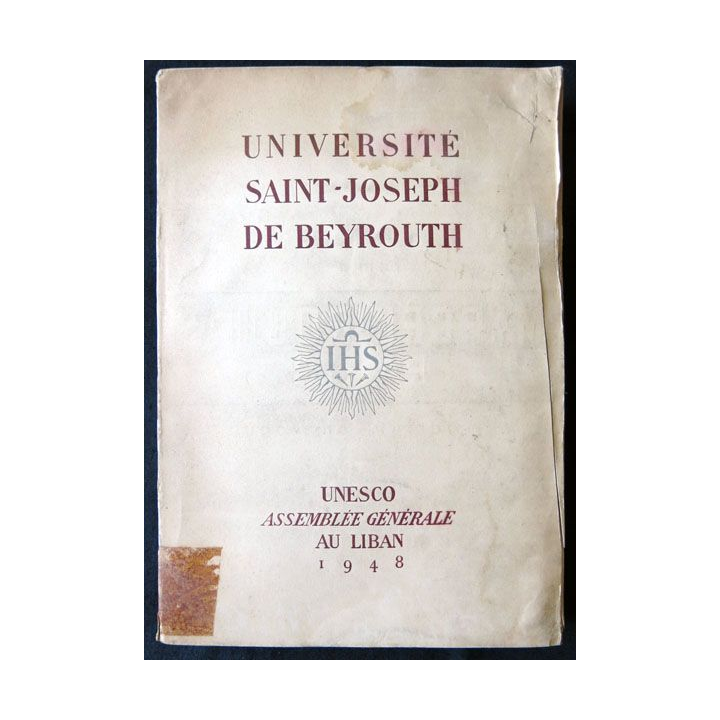 UNIVERSITÉ
SAINT-JOSEPH
DE BEYROUTH
IHS
UNESCO
ASSEMBLÉE GÉNÉRALE
AU LIBAN
1948